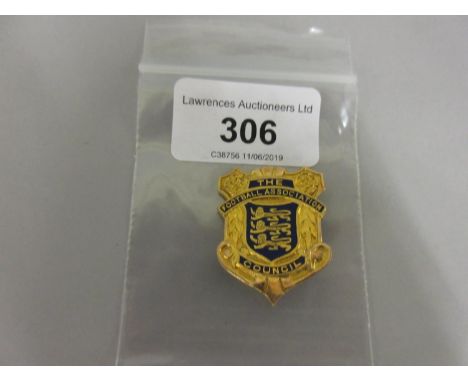 Lawrences Auctioneers Ltd
306
C38756 11/06/2019
THE
FOOTBALL ASSOCIATION
COUNCIL